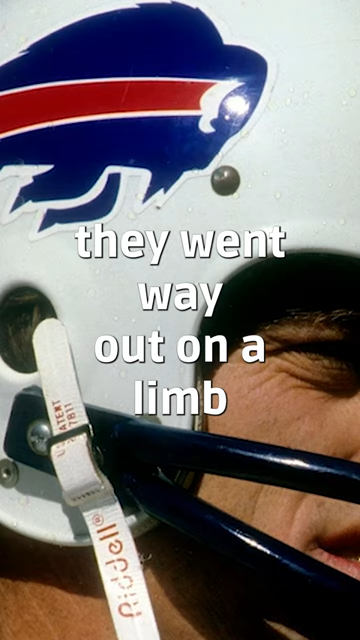 they went
way
out on a
limb
U.S. PATENT
Riddell®